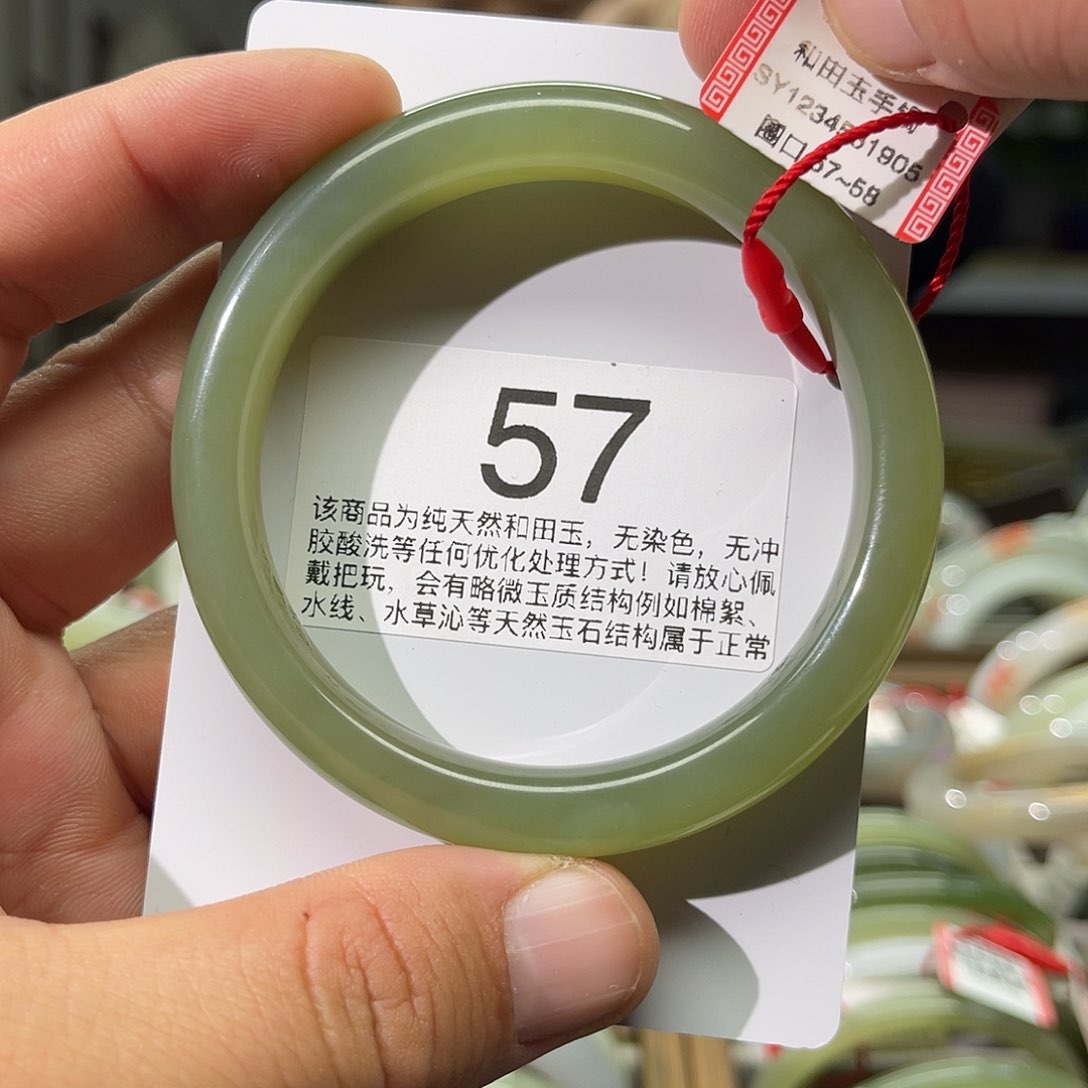 和田玉手镯
SY1234561905
圈口57~58
57
该商品为纯天然和田玉，无染色，无冲
胶酸洗等任何优化处理方式！请放心佩
戴把玩，会有略微玉质结构例如棉絮、
水线、水草沁等天然玉石结构属于正常